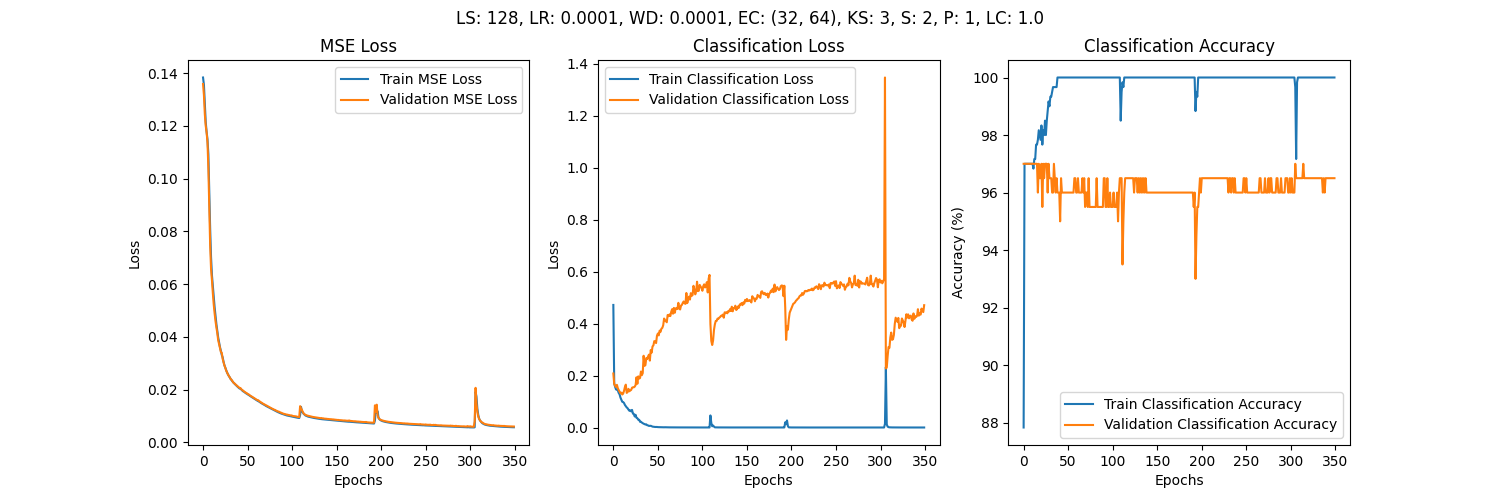 LS: 128, LR: 0.0001, WD: 0.0001, EC: (32, 64), KS: 3, S: 2, P: 1, LC: 1.0
MSE Loss
Loss
0.14
0.12
0.10
0.08
0.06
0.04
0.02
0.00
Train MSE Loss
Validation MSE Loss
0 50 100 150 200 250 300 350
Epochs
Classification Loss
Loss
1.4
1.2
1.0
0.8
0.6
0.4
0.2
0.0
Train Classification Loss
Validation Classification Loss
0 50 100 150 200 250 300 350
Epochs
Classification Accuracy
Accuracy (%)
100
98
96
94
92
90
88
Train Classification Accuracy
Validation Classification Accuracy
0 50 100 150 200 250 300 350
Epochs